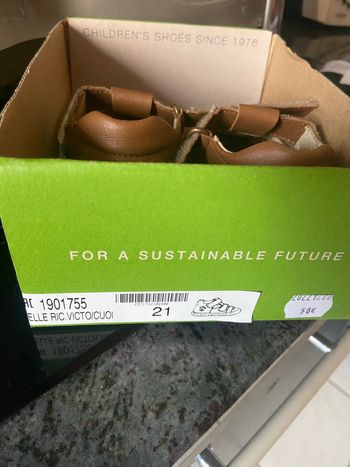 CHILDREN'S SHOES SINCE 1976
FOR A SUSTAINABLE FUTURE
1901755
ELLE RIC.VICTO/CUOI
21
50€